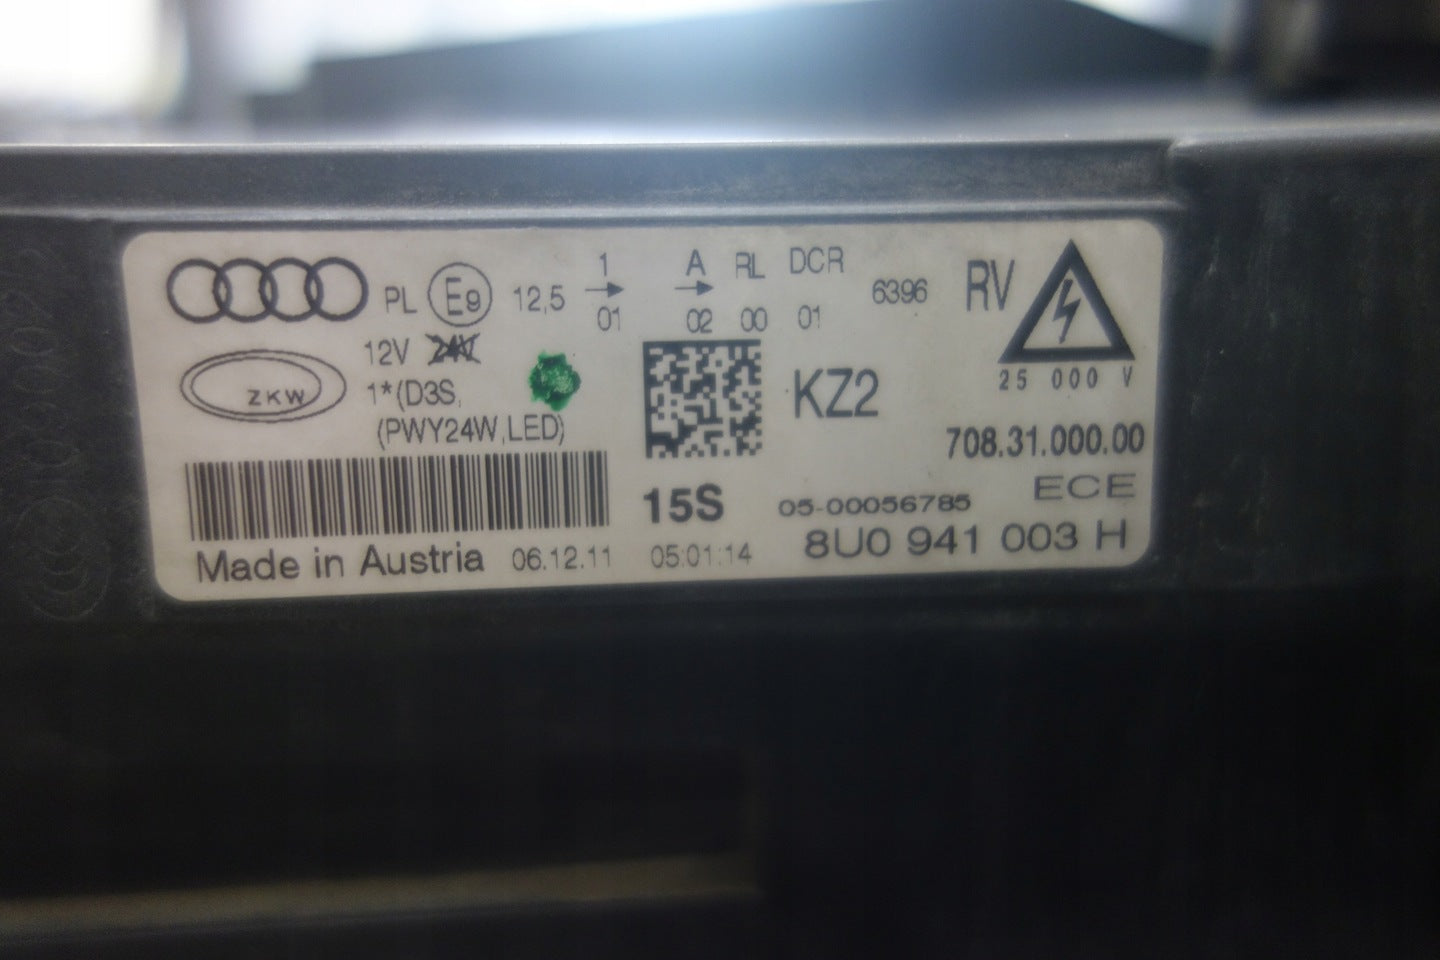 PL E9 12,5 1 → 01 A → 02 RL 00 DCR 01 6396 RV
12V 24V
ZKW
1*(D3S,
(PWY24W,LED)
KZ2
25 000 V
708.31.000.00
ECE
15S 05-00056785
Made in Austria 06.12.11 05:01:14 8U0 941 003 H